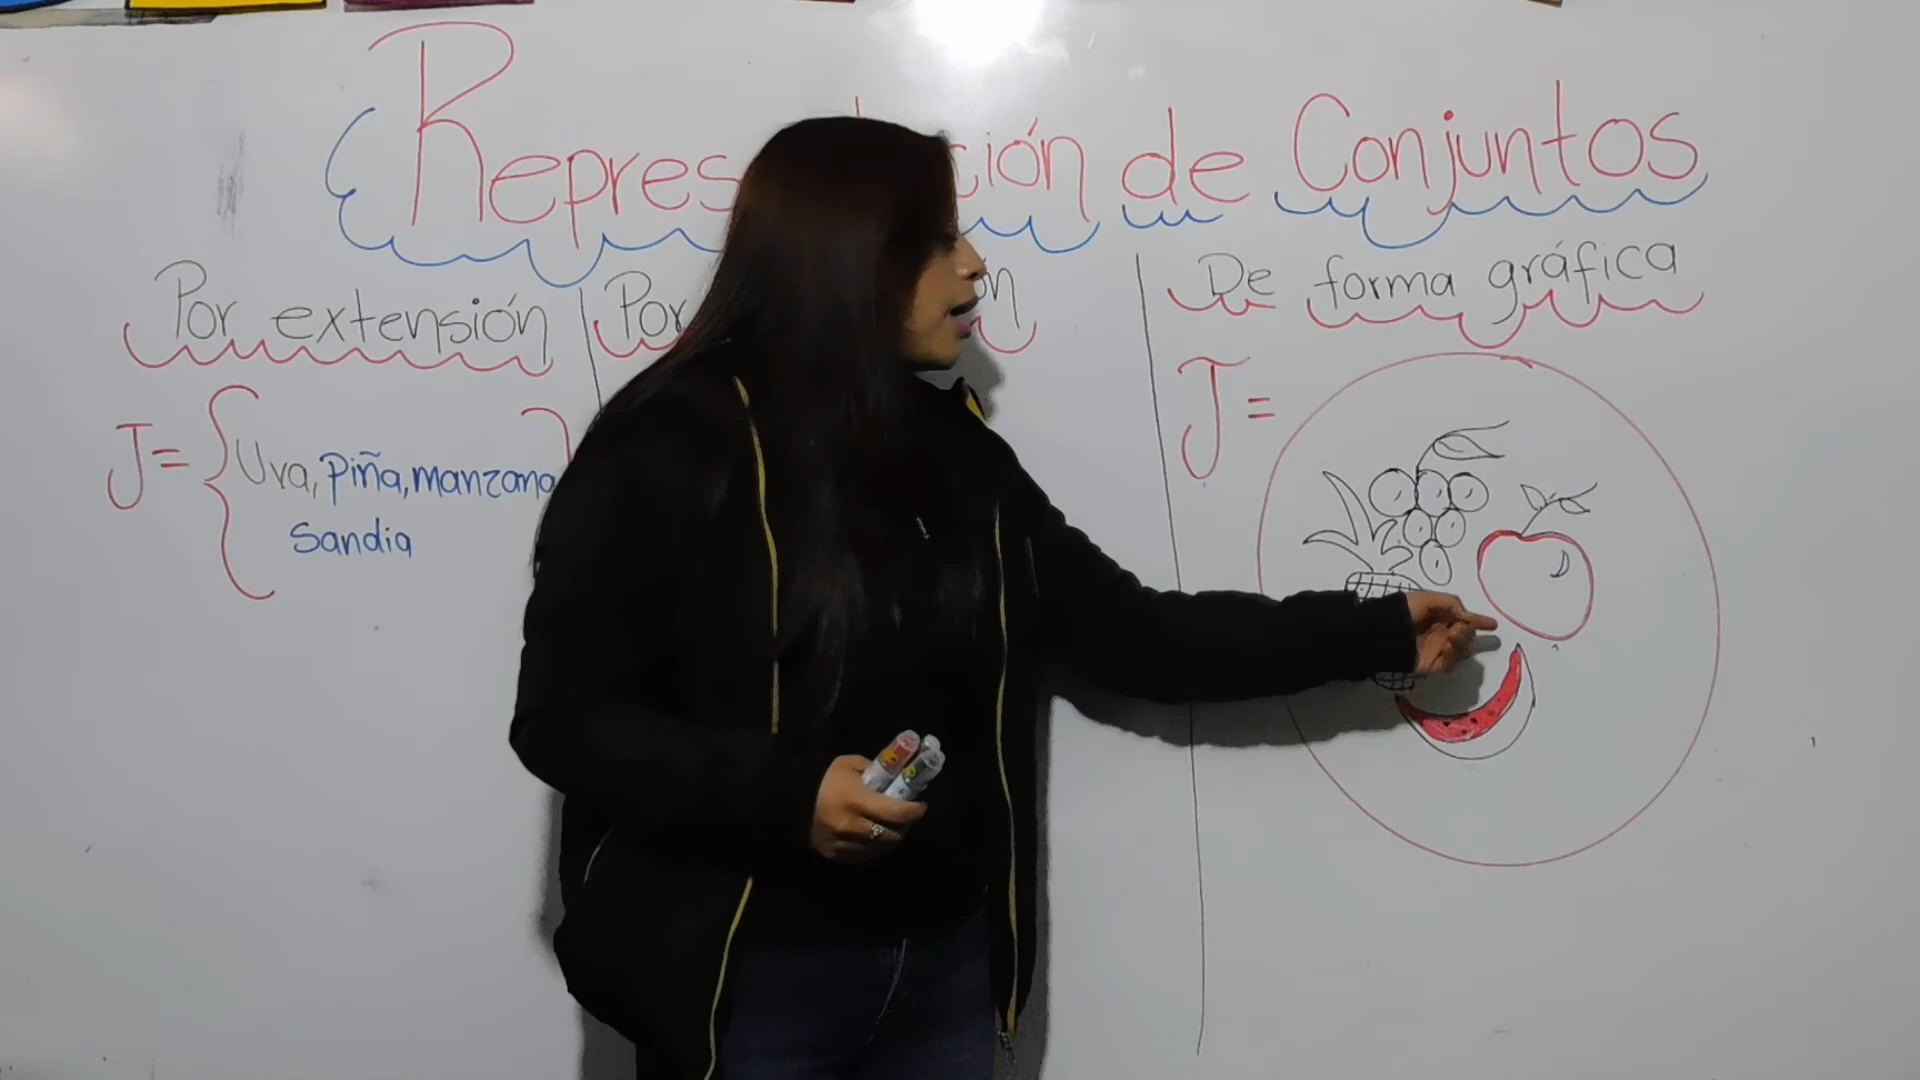 Representación de Conjuntos
Por extensión
J = { Uva, Piña, manzana
Sandia
Por
De forma gráfica
J =